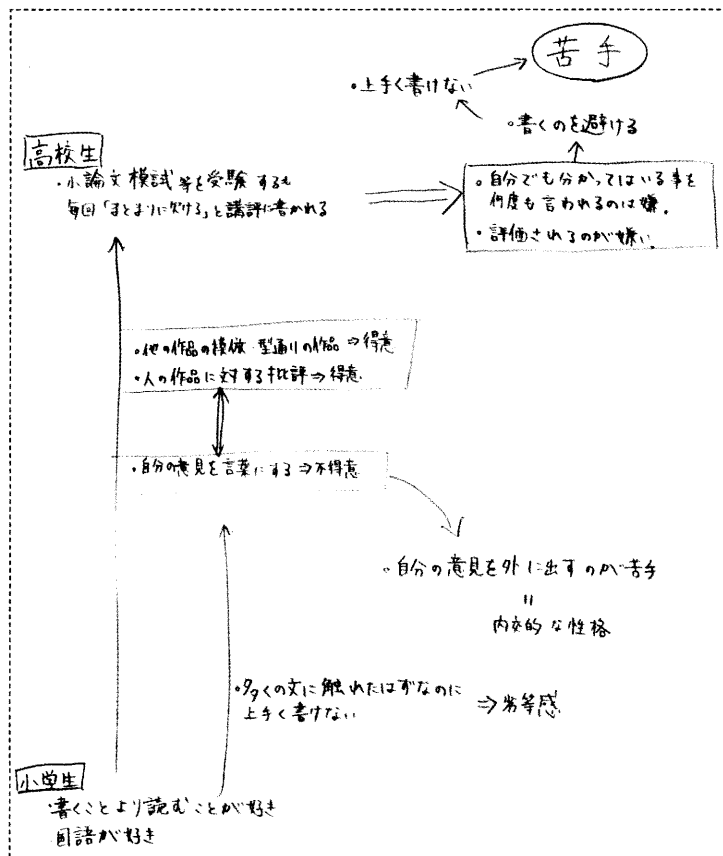 苦手
・上手く書けない
・書くのを避ける
高校生
・小論文模試等を受験するも
毎回「まとまりに欠ける」と講評に書かれる
・自分でも分かってはいる事を
何度も言われるのは嫌。
・評価されるのが嫌い。
・他の作品の模倣・型通りの作品⇒得意
・人の作品に対する批評⇒得意
・自分の意見を言葉にする⇒不得意
・自分の意見を外に出すのが苦手
=
内交的な性格
・多くの文に触れたはずなのに
上手く書けない
⇒劣等感
小学生
・書くことより読むことが好き
国語が好き